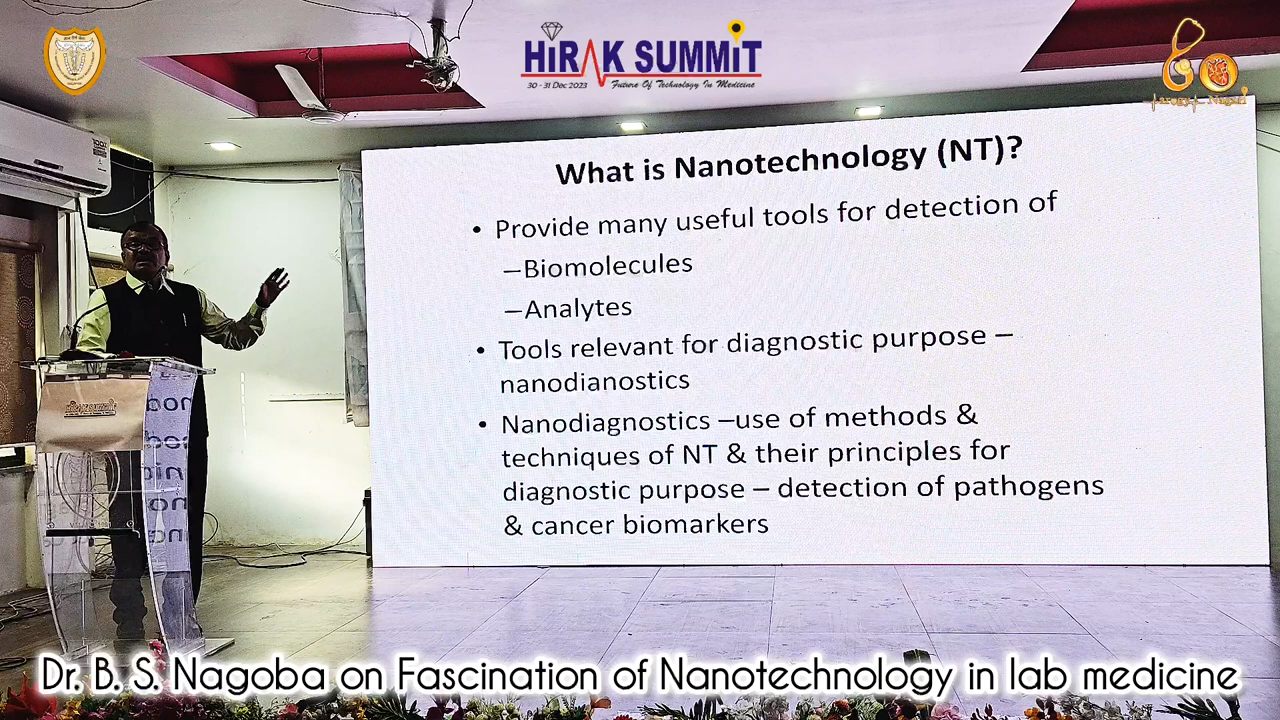 HiRAK SUMMiT
30 - 31 Dec 2023 Future Of Technology In Medicine
What is Nanotechnology (NT)?
• Provide many useful tools for detection of
–Biomolecules
–Analytes
• Tools relevant for diagnostic purpose –
nanodianostics
• Nanodiagnostics –use of methods &
techniques of NT & their principles for
diagnostic purpose – detection of pathogens
& cancer biomarkers
HiRAK SUMMiT
Dr. B. S. Nagoba on Fascination of Nanotechnology in lab medicine